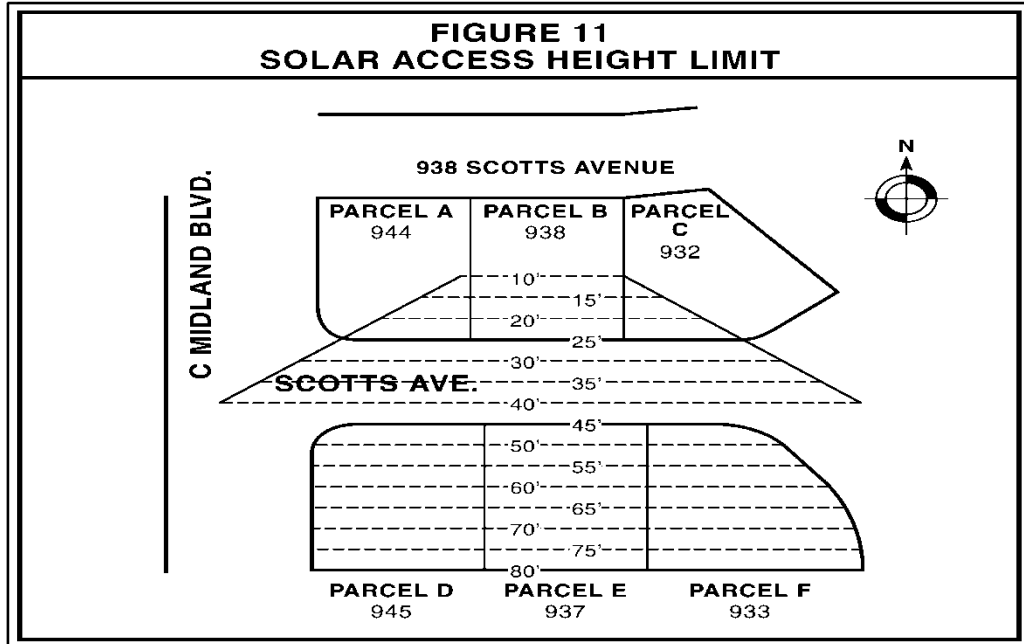 FIGURE 11
SOLAR ACCESS HEIGHT LIMIT
938 SCOTTS AVENUE
N
C MIDLAND BLVD.
PARCEL A
944
PARCEL B
938
PARCEL
C
932
10'
15'
20'
25'
30'
SCOTTS AVE.
35'
40'
45'
50'
55'
60'
65'
70'
75'
80'
PARCEL D
945
PARCEL E
937
PARCEL F
933